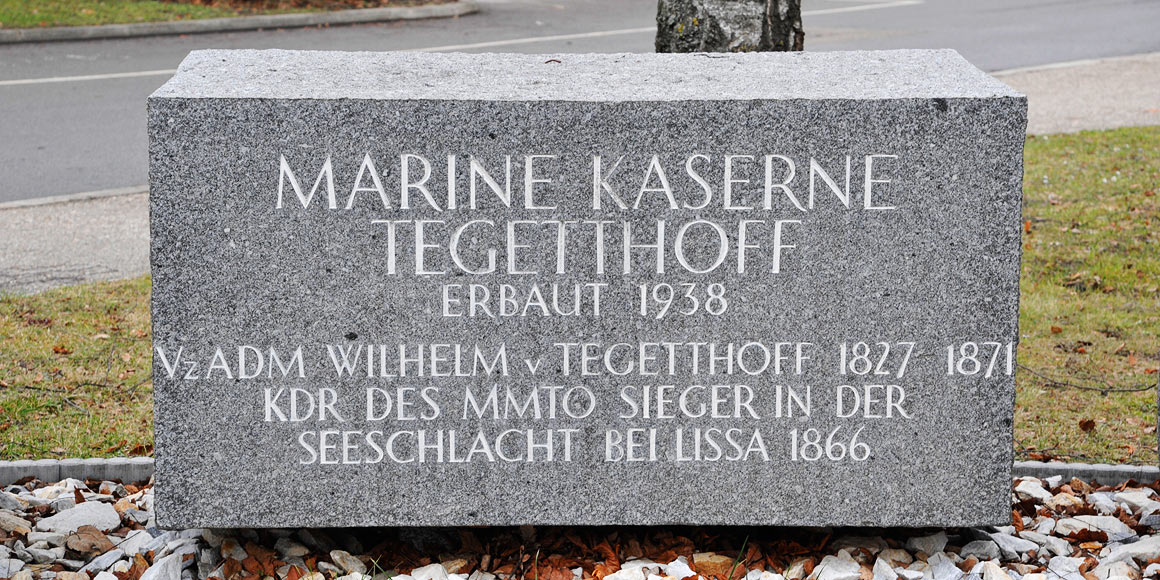 MARINE KASERNE
TEGETTHOFF
ERBAUT 1938
VzADM WILHELM v TEGETTHOFF 1827 1871
KDR DES MMTO SIEGER IN DER
SEESCHLACHT BEI LISSA 1866